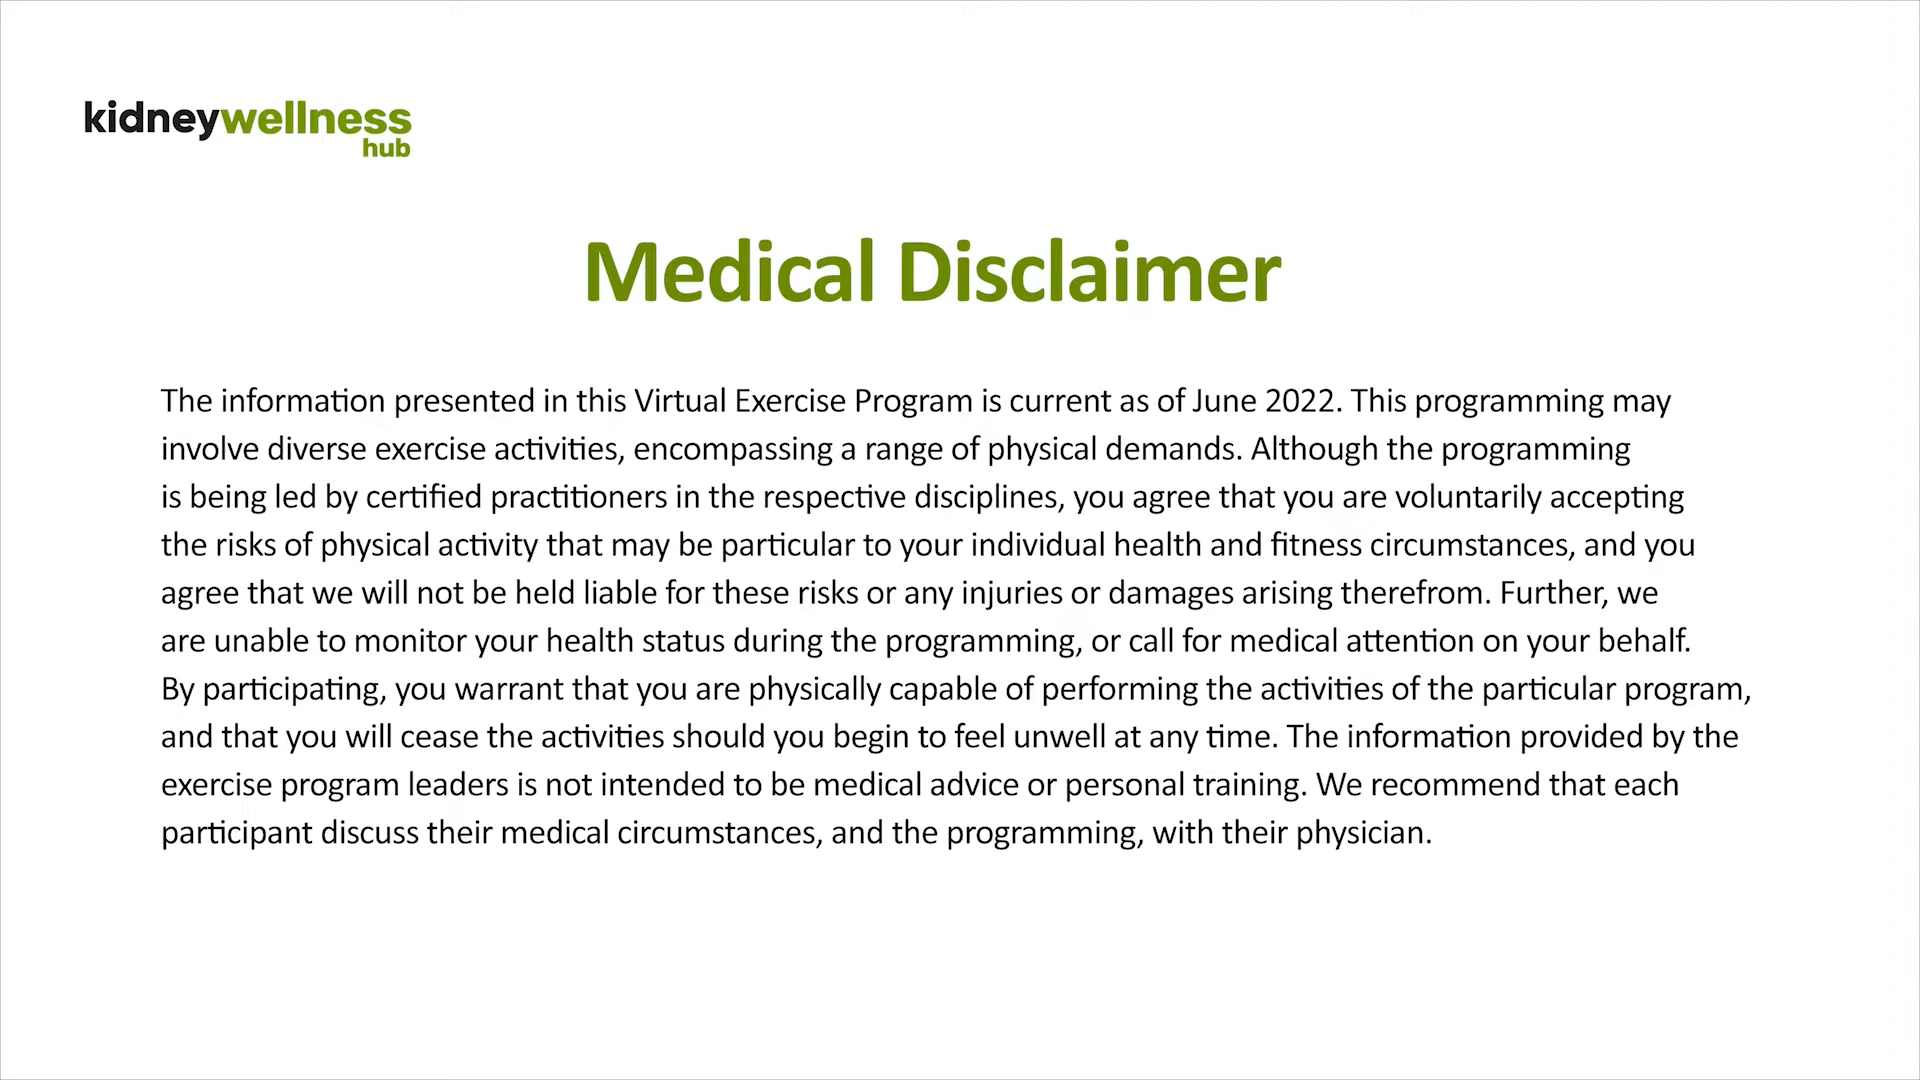 kidneywellness
hub
Medical Disclaimer
The information presented in this Virtual Exercise Program is current as of June 2022. This programming may
involve diverse exercise activities, encompassing a range of physical demands. Although the programming
is being led by certified practitioners in the respective disciplines, you agree that you are voluntarily accepting
the risks of physical activity that may be particular to your individual health and fitness circumstances, and you
agree that we will not be held liable for these risks or any injuries or damages arising therefrom. Further, we
are unable to monitor your health status during the programming, or call for medical attention on your behalf.
By participating, you warrant that you are physically capable of performing the activities of the particular program,
and that you will cease the activities should you begin to feel unwell at any time. The information provided by the
exercise program leaders is not intended to be medical advice or personal training. We recommend that each
participant discuss their medical circumstances, and the programming, with their physician.